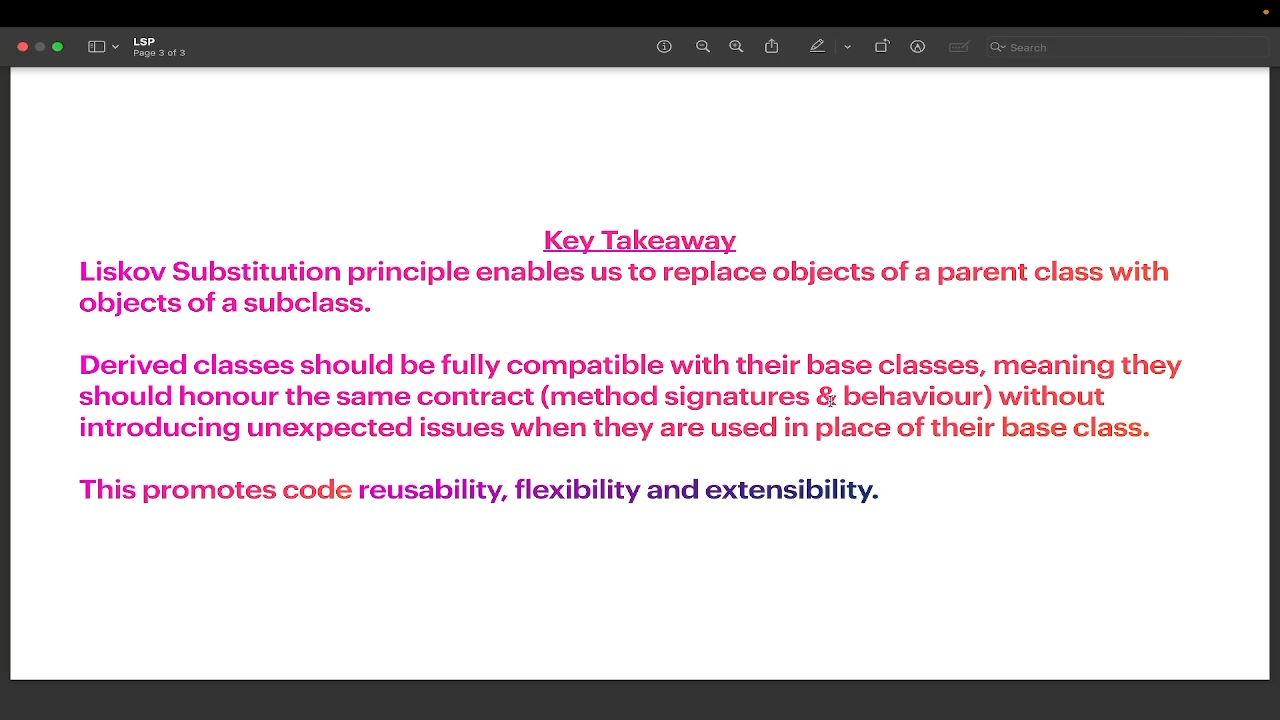 LSP
Page 3 of 3
Search
Key Takeaway
Liskov Substitution principle enables us to replace objects of a parent class with
objects of a subclass.
Derived classes should be fully compatible with their base classes, meaning they
should honour the same contract (method signatures & behaviour) without
introducing unexpected issues when they are used in place of their base class.
This promotes code reusability, flexibility and extensibility.